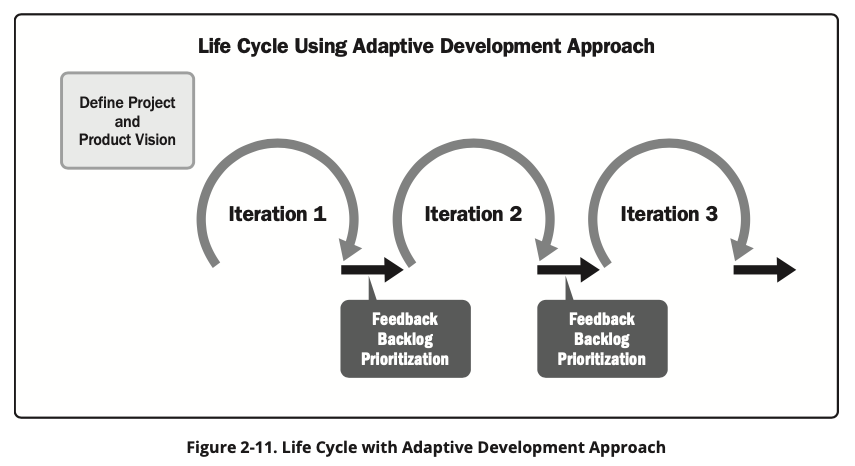 Life Cycle Using Adaptive Development Approach
Define Project
and
Product Vision
Iteration 1
Iteration 2
Iteration 3
Feedback
Backlog
Prioritization
Feedback
Backlog
Prioritization
Figure 2-11. Life Cycle with Adaptive Development Approach